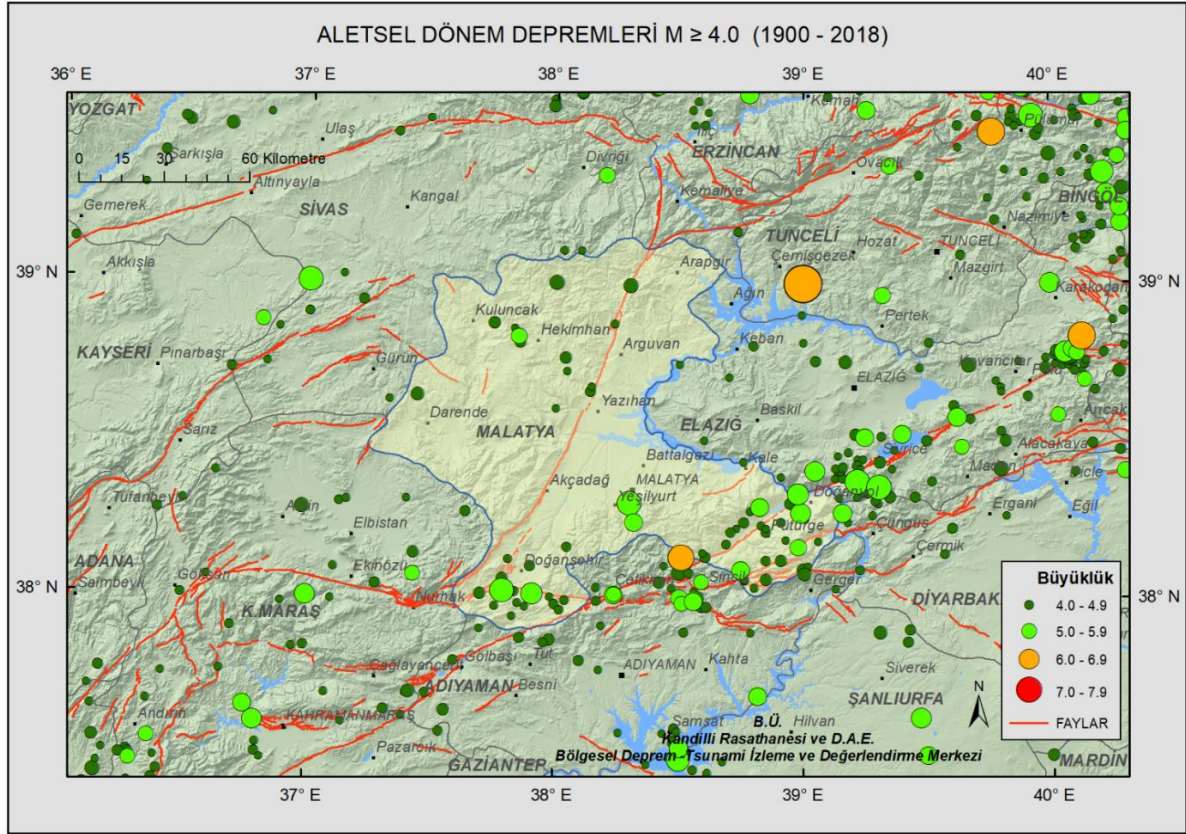 ALETSEL DÖNEM DEPREMLERİ M ≥ 4.0 (1900 - 2018)
36° E 37° E 38° E 39° E 40° E
YOZGAT
Kemah
Ulaş
İliç
Pülümür
0 15 30 60 Kilometre
Şarkışla
ERZİNCAN
Divriği
Ovacık
Altınyayla
Kangal
Kemaliye
BİNGÖL
Gemerek
SİVAS
Nazımiye
TUNCELİ
Hozat
TUNCELİ
Akkışla
Arapgir
Çemişgezek
Mazgirt
39° N
39° N
Ağın
Karakoçan
Kuluncak
Hekimhan
Pertek
KAYSERİ
Pınarbaşı
Gürün
Arguvan
Keban
Kovancılar
ELAZIĞ
Darende
Yazıhan
Sarız
MALATYA
ELAZIĞ
Baskil
Arıcak
Battalgazi
Kale
Sivrice
Alacakaya
Maden
Akçadağ
MALATYA
Yeşilyurt
Doğanyol
Dicle
Tufanbeyli
Afşin
Elbistan
Pütürge
Çüngüş
Ergani
Eğil
ADANA
Ekinözü
Doğanşehir
Çermik
38° N
Saimbeyli
Göksun
Nurhak
Çelikhan
Sincik
Gerger
38° N
K.MARAŞ
DİYARBAK
Çağlayancerit
Gölbaşı
Tut
ADIYAMAN
Kahta
Siverek
ADIYAMAN
Besni
ŞANLIURFA
Andırın
KAHRAMANMARAŞ
Samsat
Hilvan
Pazarcık
GAZİANTEP
MARDİN
B.Ü.
Kandilli Rasathanesi ve D.A.E.
Bölgesel Deprem -Tsunami İzleme ve Değerlendirme Merkezi
Büyüklük
4.0 - 4.9
5.0 - 5.9
6.0 - 6.9
7.0 - 7.9
FAYLAR
N
37° E 38° E 39° E 40° E